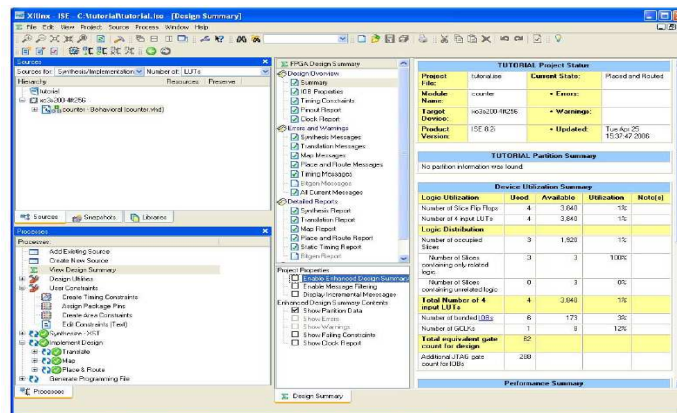 Xilinx - ISE - C:\tutorial\tutorial.ise - [Design Summary]
File Edit View Project Source Process Window Help
Sources
Sources for: Synthesis/Implementation Number of: LUTs
Hierarchy Resources Preserve
tutorial
xc3s200-4ft256
counter - Behavioral (counter.vhd)
Sources Snapshots Libraries
Processes
Processes:
Add Existing Source
Create New Source
View Design Summary
Design Utilities
User Constraints
Create Timing Constraints
Assign Package Pins
Create Area Constraints
Edit Constraints (Text)
Synthesize - XST
Implement Design
Translate
Map
Place & Route
Generate Programming File
Processes
FPGA Design Summary
Design Overview
Summary
IOB Properties
Timing Constraints
Pinout Report
Clock Report
Errors and Warnings
Synthesis Messages
Translation Messages
Map Messages
Place and Route Messages
Timing Messages
Bitgen Messages
All Current Messages
Detailed Reports
Synthesis Report
Translation Report
Map Report
Place and Route Report
Static Timing Report
Bitgen Report
Project Properties
Enable Enhanced Design Summary
Enable Message Filtering
Display Incremental Messages
Enhanced Design Summary Contents
Show Partition Data
Show Errors
Show Warnings
Show Failing Constraints
Show Clock Report
Design Summary
TUTORIAL Project Status
Project File: tutorial.ise Current State: Placed and Routed
Module Name: counter • Errors:
Target Device: xc3s200-4ft256 • Warnings:
Product Version: ISE 8.2i • Updated: Tue Apr 25 15:37:47 2006
TUTORIAL Partition Summary
No partition information was found.
Device Utilization Summary
Logic Utilization Used Available Utilization Note(s)
Number of Slice Flip Flops 4 3,840 1%
Number of 4 input LUTs 4 3,840 1%
Logic Distribution
Number of occupied Slices 3 1,920 1%
Number of Slices containing only related logic 3 3 100%
Number of Slices containing unrelated logic 0 3 0%
Total Number of 4 input LUTs 4 3,840 1%
Number of bonded IOBs 6 173 3%
Number of GCLKs 1 8 12%
Total equivalent gate count for design 62
Additional JTAG gate count for IOBs 288
Performance Summary